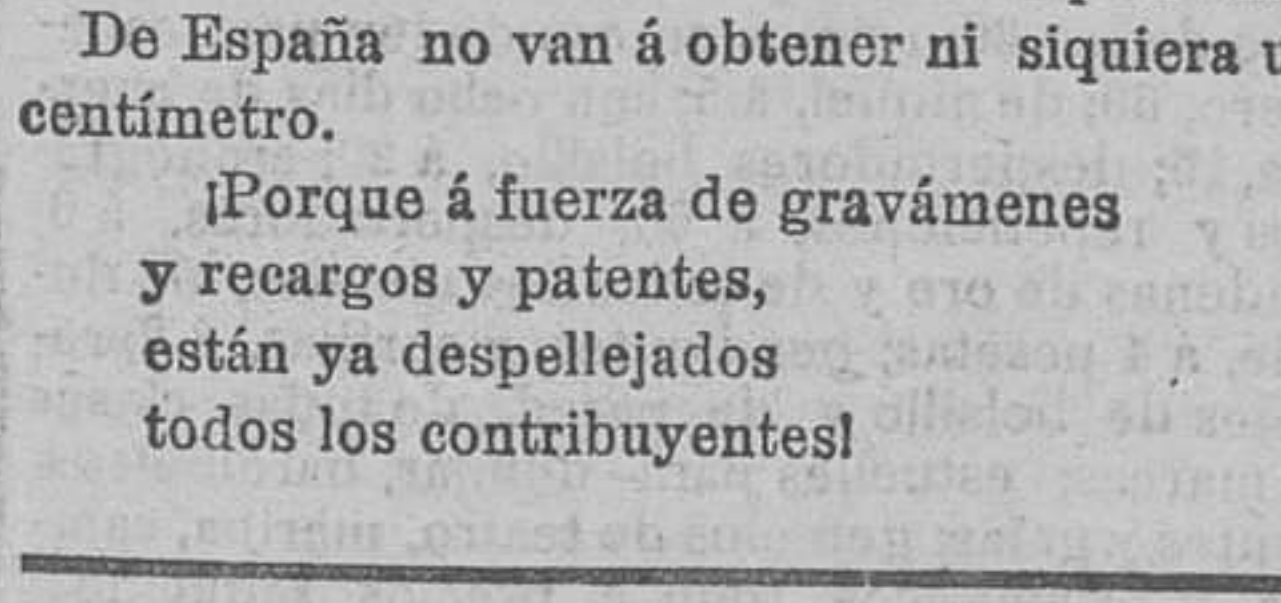 De España no van á obtener ni siquiera
centímetro.
¡Porque á fuerza de gravámenes
y recargos y patentes,
están ya despellejados
todos los contribuyentes!